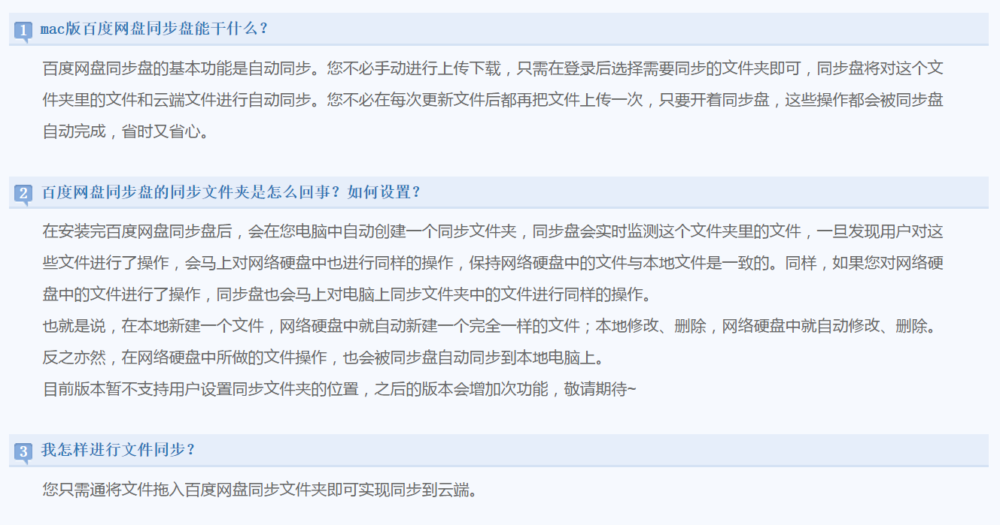 1 mac版百度网盘同步盘能干什么？
百度网盘同步盘的基本功能是自动同步。您不必手动进行上传下载，只需在登录后选择需要同步的文件夹即可，同步盘将对这个文
件夹里的文件和云端文件进行自动同步。您不必在每次更新文件后都再把文件上传一次，只要开着同步盘，这些操作都会被同步盘
自动完成，省时又省心。
2 百度网盘同步盘的同步文件夹是怎么回事？如何设置？
在安装完百度网盘同步盘后，会在您电脑中自动创建一个同步文件夹，同步盘会实时监测这个文件夹里的文件，一旦发现用户对这
些文件进行了操作，会马上对网络硬盘中也进行同样的操作，保持网络硬盘中的文件与本地文件是一致的。同样，如果您对网络硬
盘中的文件进行了操作，同步盘也会马上对电脑上同步文件夹中的文件进行同样的操作。
也就是说，在本地新建一个文件，网络硬盘中就自动新建一个完全一样的文件；本地修改、删除，网络硬盘中就自动修改、删除。
反之亦然，在网络硬盘中所做的文件操作，也会被同步盘自动同步到本地电脑上。
目前版本暂不支持用户设置同步文件夹的位置，之后的版本会增加次功能，敬请期待~
3 我怎样进行文件同步？
您只需通将文件拖入百度网盘同步文件夹即可实现同步到云端。